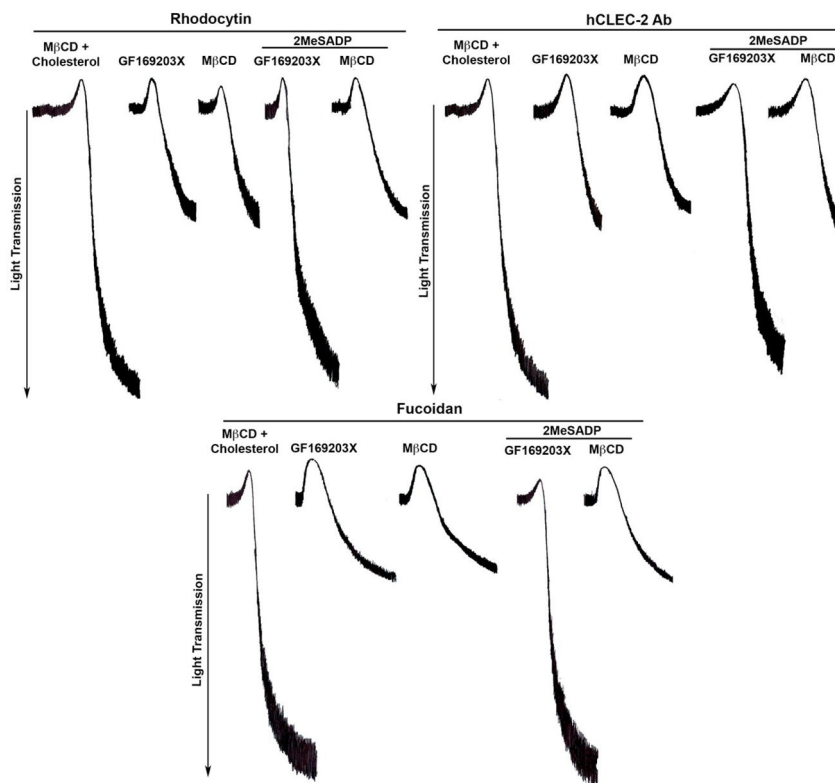 Rhodocytin
2MeSADP
MβCD +
Cholesterol
GF169203X
MβCD
GF169203X
MβCD
Light Transmission
hCLEC-2 Ab
2MeSADP
MβCD +
Cholesterol
GF169203X
MβCD
GF169203X
MβCD
Light Transmission
Fucoidan
2MeSADP
MβCD +
Cholesterol
GF169203X
MβCD
GF169203X
MβCD
Light Transmission